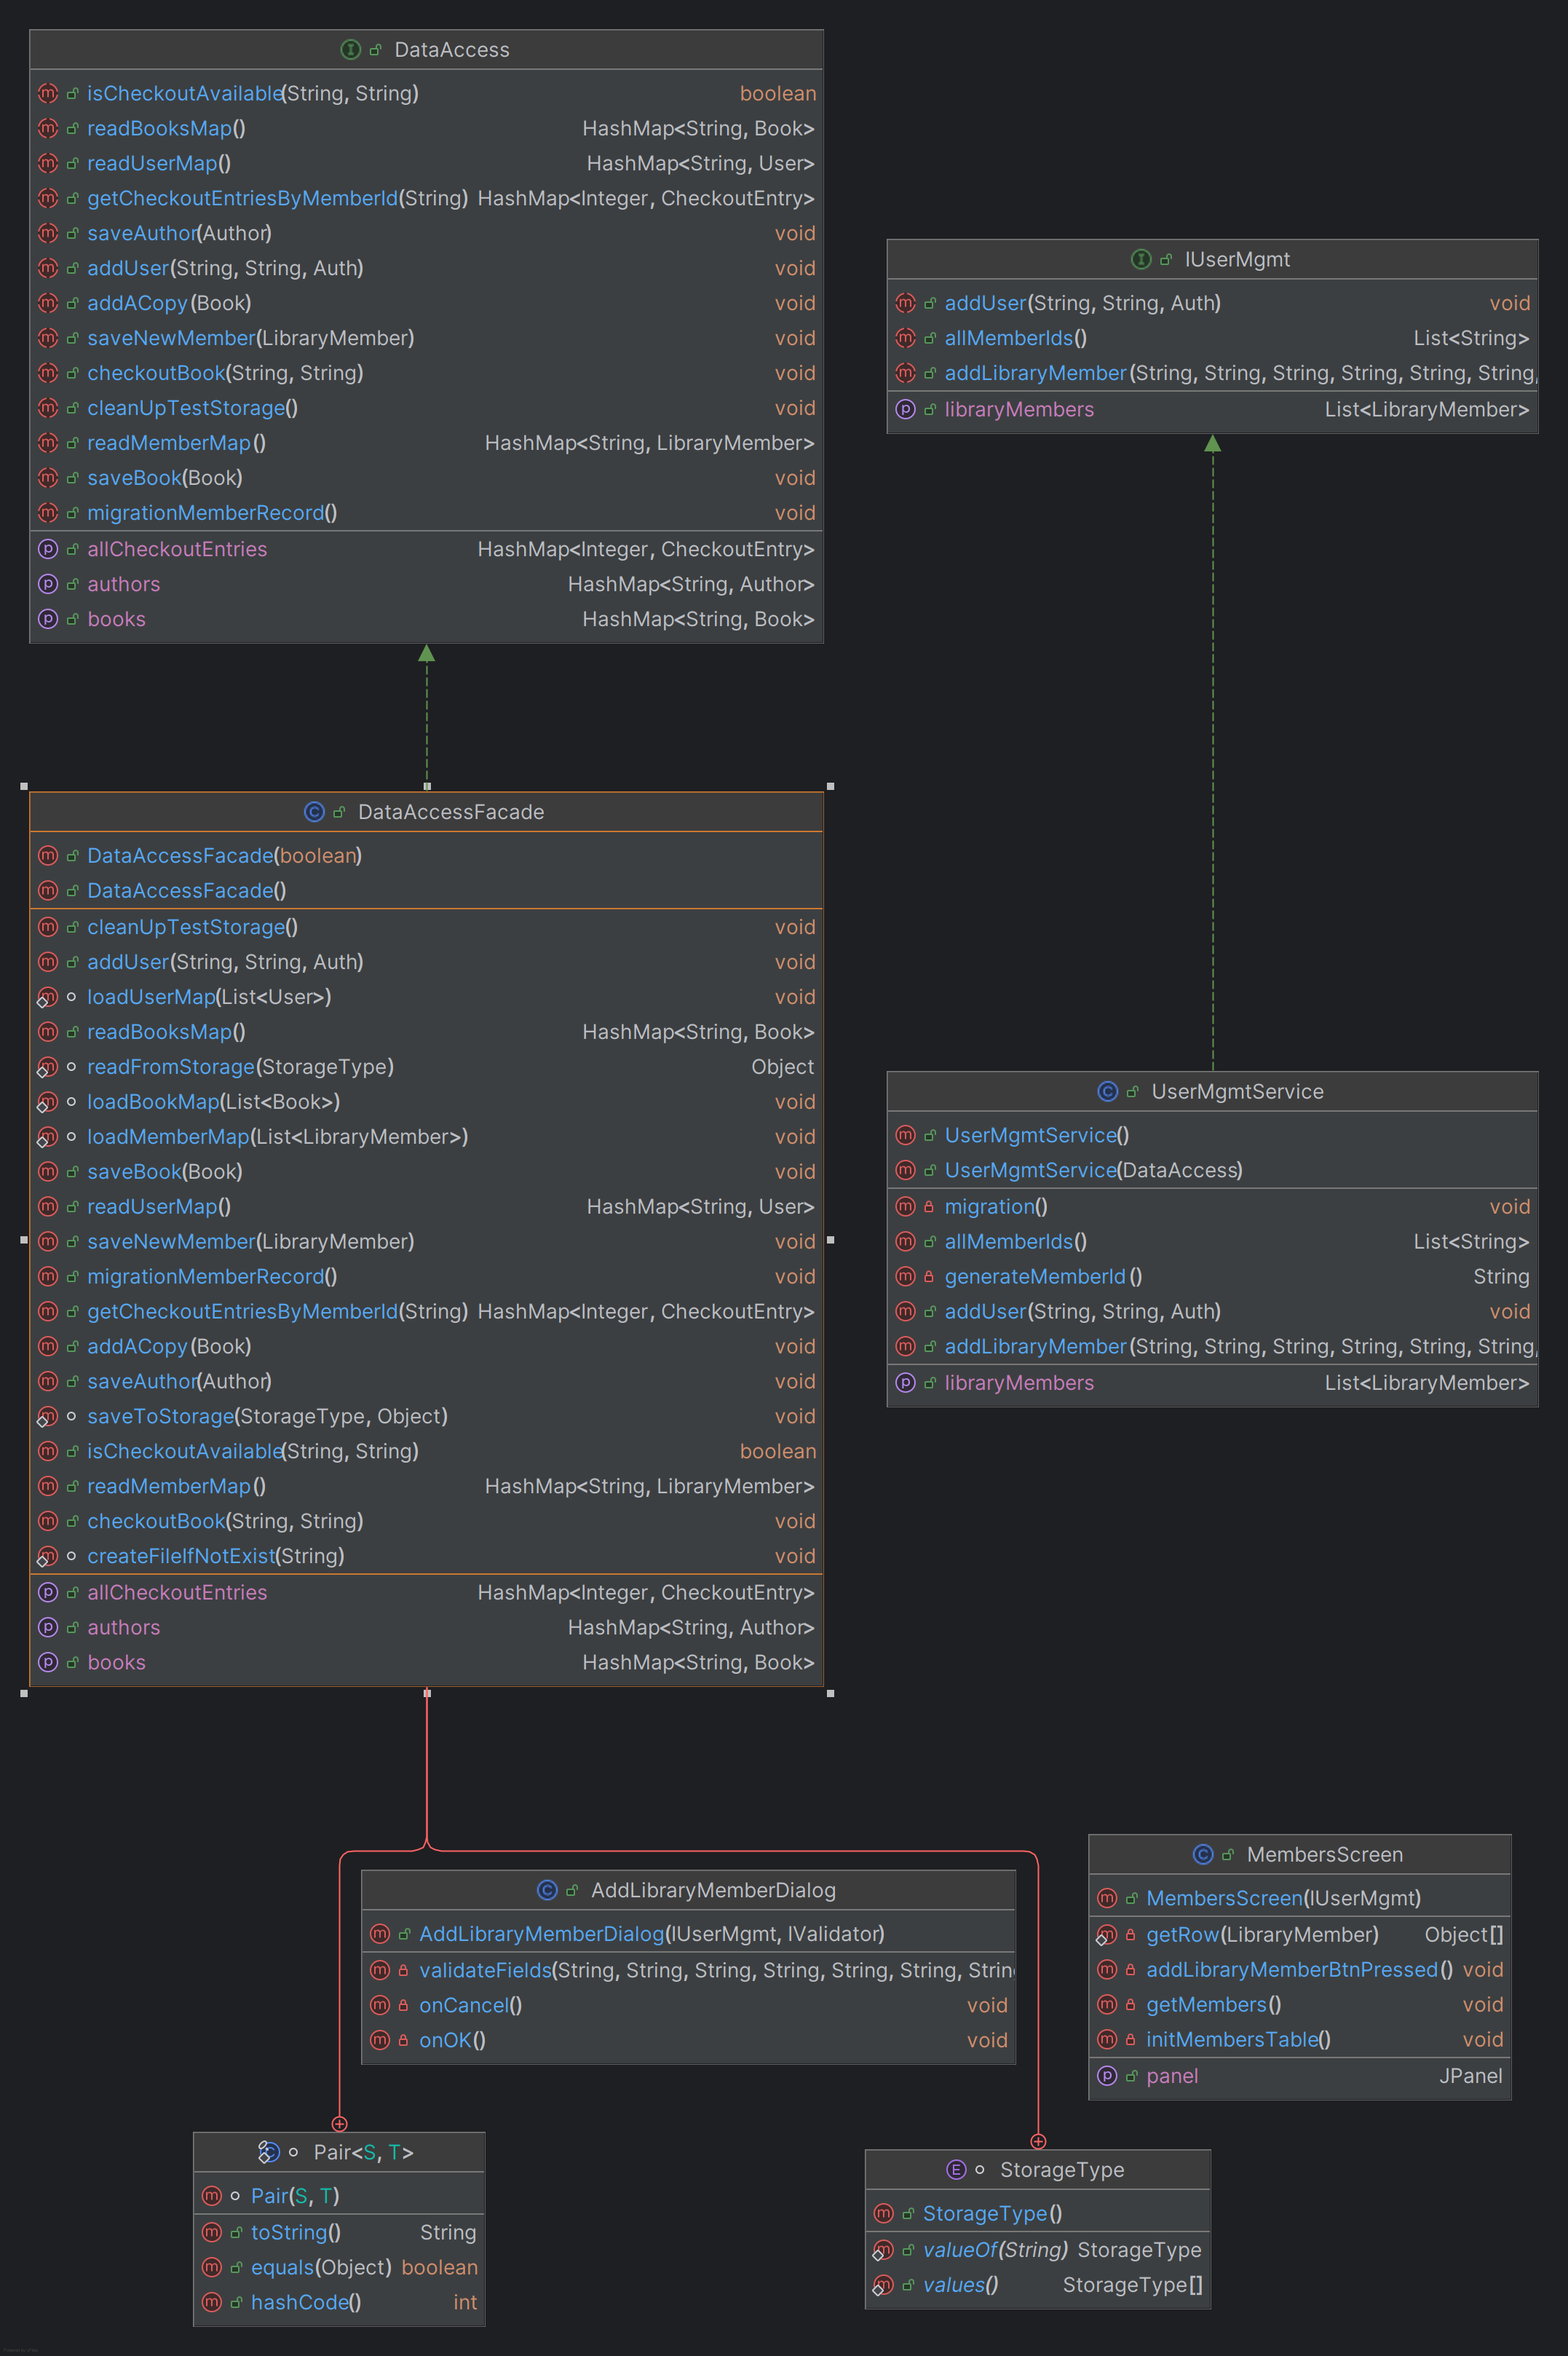 DataAccess
isCheckoutAvailable(String, String) boolean
readBooksMap() HashMap<String, Book>
readUserMap() HashMap<String, User>
getCheckoutEntriesByMemberId(String) HashMap<Integer, CheckoutEntry>
saveAuthor(Author) void
addUser(String, String, Auth) void
addACopy(Book) void
saveNewMember(LibraryMember) void
checkoutBook(String, String) void
cleanUpTestStorage() void
readMemberMap() HashMap<String, LibraryMember>
saveBook(Book) void
migrationMemberRecord() void
allCheckoutEntries HashMap<Integer, CheckoutEntry>
authors HashMap<String, Author>
books HashMap<String, Book>
IUserMgmt
addUser(String, String, Auth) void
allMemberIds() List<String>
addLibraryMember(String, String, String, String, String, String,
libraryMembers List<LibraryMember>
DataAccessFacade
DataAccessFacade(boolean)
DataAccessFacade()
cleanUpTestStorage() void
addUser(String, String, Auth) void
loadUserMap(List<User>) void
readBooksMap() HashMap<String, Book>
readFromStorage(StorageType) Object
loadBookMap(List<Book>) void
loadMemberMap(List<LibraryMember>) void
saveBook(Book) void
readUserMap() HashMap<String, User>
saveNewMember(LibraryMember) void
migrationMemberRecord() void
getCheckoutEntriesByMemberId(String) HashMap<Integer, CheckoutEntry>
addACopy(Book) void
saveAuthor(Author) void
saveToStorage(StorageType, Object) void
isCheckoutAvailable(String, String) boolean
readMemberMap() HashMap<String, LibraryMember>
checkoutBook(String, String) void
createFileIfNotExist(String) void
allCheckoutEntries HashMap<Integer, CheckoutEntry>
authors HashMap<String, Author>
books HashMap<String, Book>
UserMgmtService
UserMgmtService()
UserMgmtService(DataAccess)
migration() void
allMemberIds() List<String>
generateMemberId() String
addUser(String, String, Auth) void
addLibraryMember(String, String, String, String, String, String,
libraryMembers List<LibraryMember>
AddLibraryMemberDialog
AddLibraryMemberDialog(IUserMgmt, IValidator)
validateFields(String, String, String, String, String, String, Strin
onCancel() void
onOK() void
MembersScreen
MembersScreen(IUserMgmt)
getRow(LibraryMember) Object[]
addLibraryMemberBtnPressed() void
getMembers() void
initMembersTable() void
panel JPanel
Pair<S, T>
Pair(S, T)
toString() String
equals(Object) boolean
hashCode() int
StorageType
StorageType()
valueOf(String) StorageType
values() StorageType[]